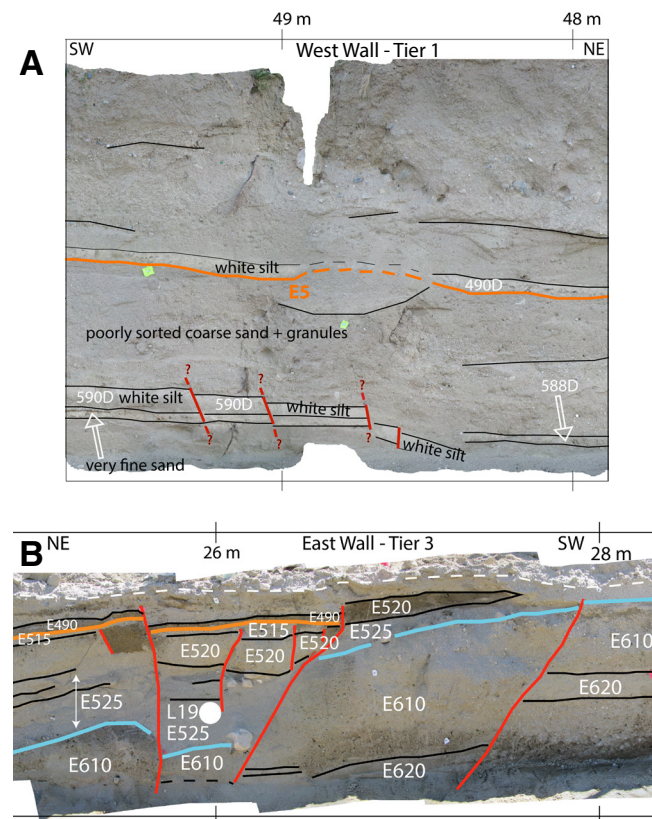 49 m
48 m
A
SW
West Wall - Tier 1
NE
white silt
ES
490D
poorly sorted coarse sand + granules
?
?
?
590D
white silt
590D
white silt
588D
white silt
?
?
?
very fine sand
B
NE
26 m
East Wall - Tier 3
SW
28 m
E490
E515
E515
E490
E520
E520
E520
E520
E525
E610
E525
L19
E525
E610
E620
E610
E610
E620